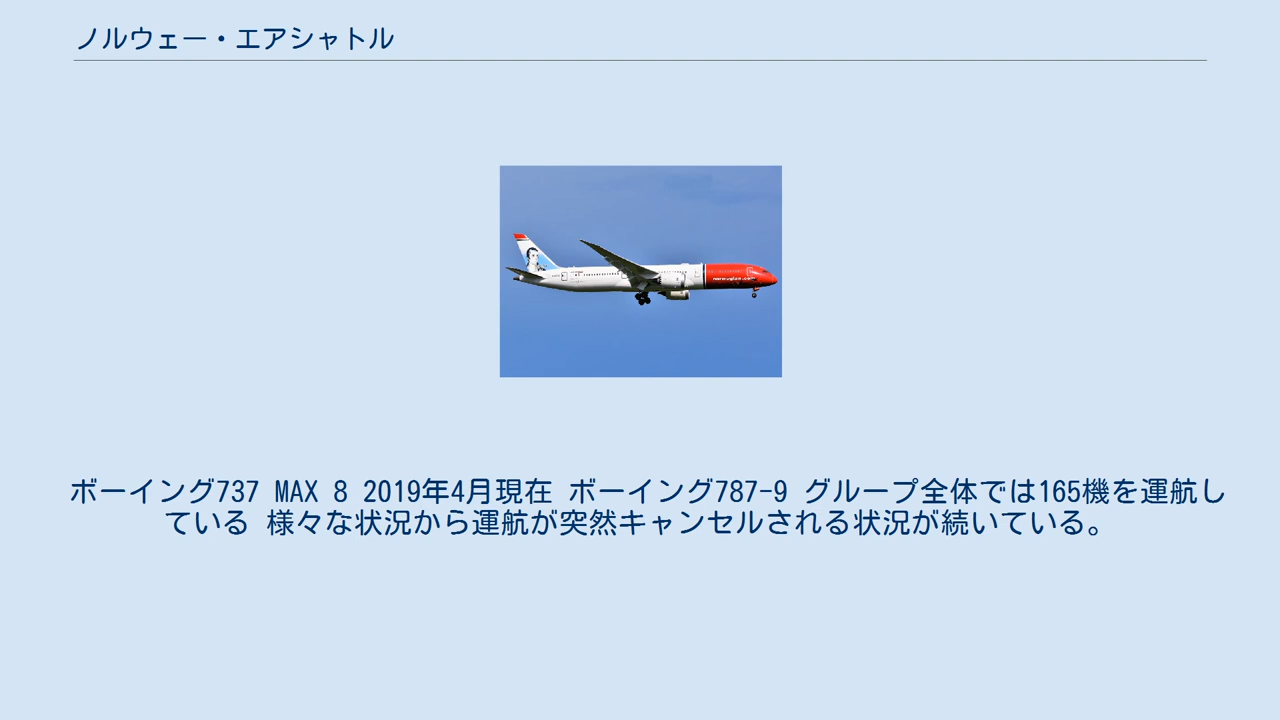 ノルウェー・エアシャトル
norwegian.com
ボーイング737 MAX 8 2019年4月現在 ボーイング787-9 グループ全体では165機を運航し
ている 様々な状況から運航が突然キャンセルされる状況が続いている。